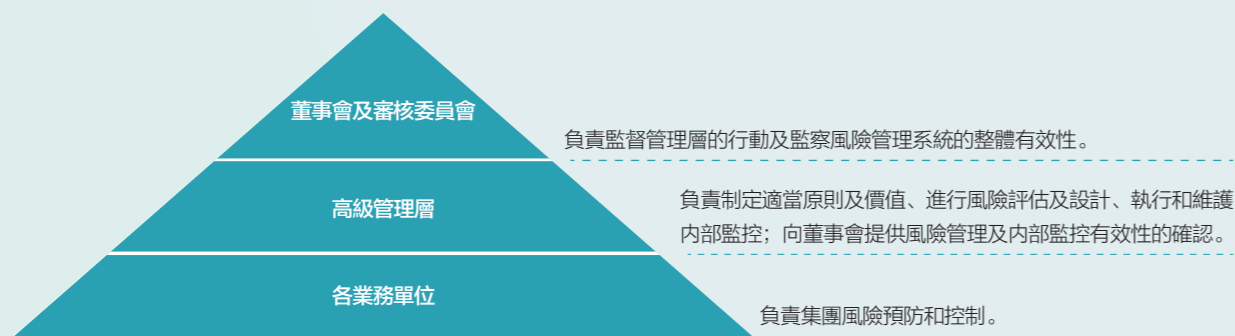 董事會及審核委員會
負責監督管理層的行動及監察風險管理系統的整體有效性。
高級管理層
負責制定適當原則及價值、進行風險評估及設計、執行和維護
內部監控；向董事會提供風險管理及內部監控有效性的確認。
各業務單位
負責集團風險預防和控制。